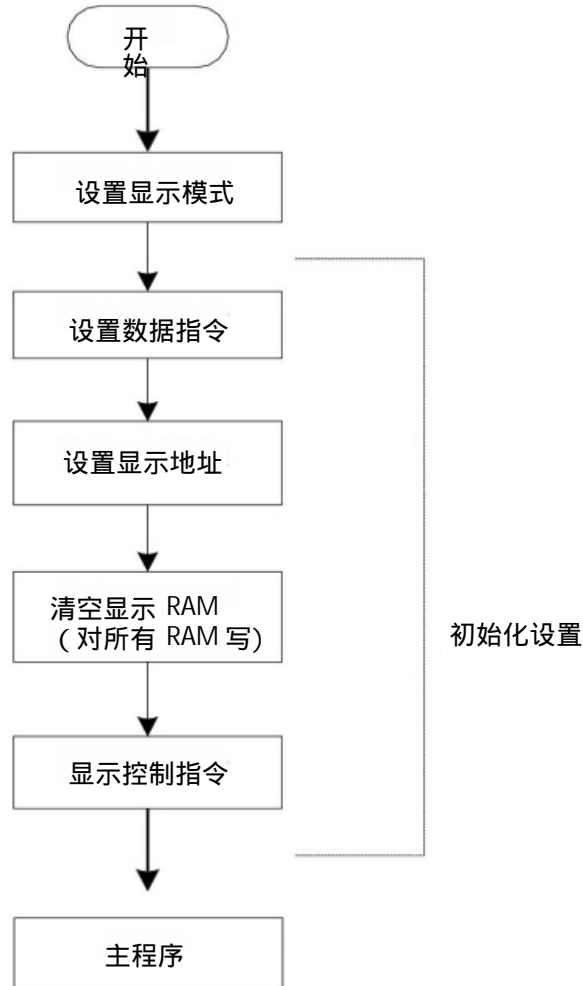 开
始
设置显示模式
设置数据指令
设置显示地址
清空显示 RAM
（对所有 RAM 写)
初始化设置
显示控制指令
主程序